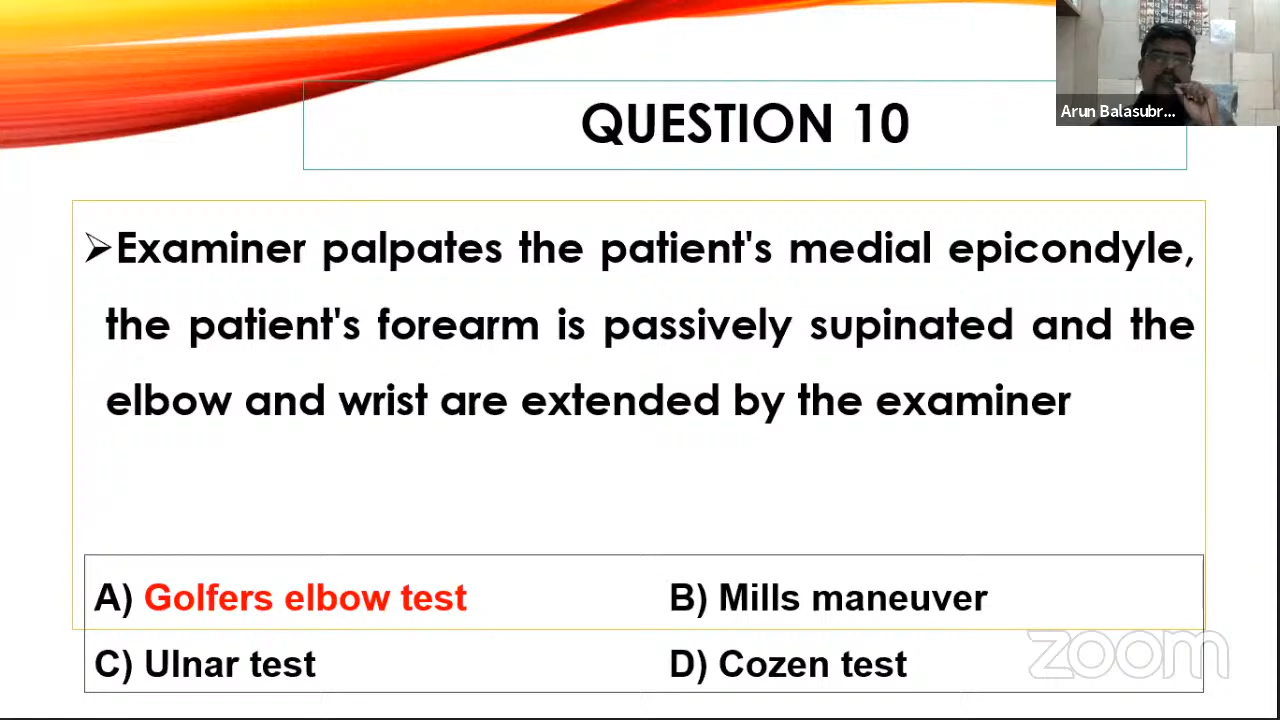 Arun Balasubr...
QUESTION 10
➢Examiner palpates the patient's medial epicondyle,
the patient's forearm is passively supinated and the
elbow and wrist are extended by the examiner
A) Golfers elbow test
B) Mills maneuver
C) Ulnar test
D) Cozen test
zoom